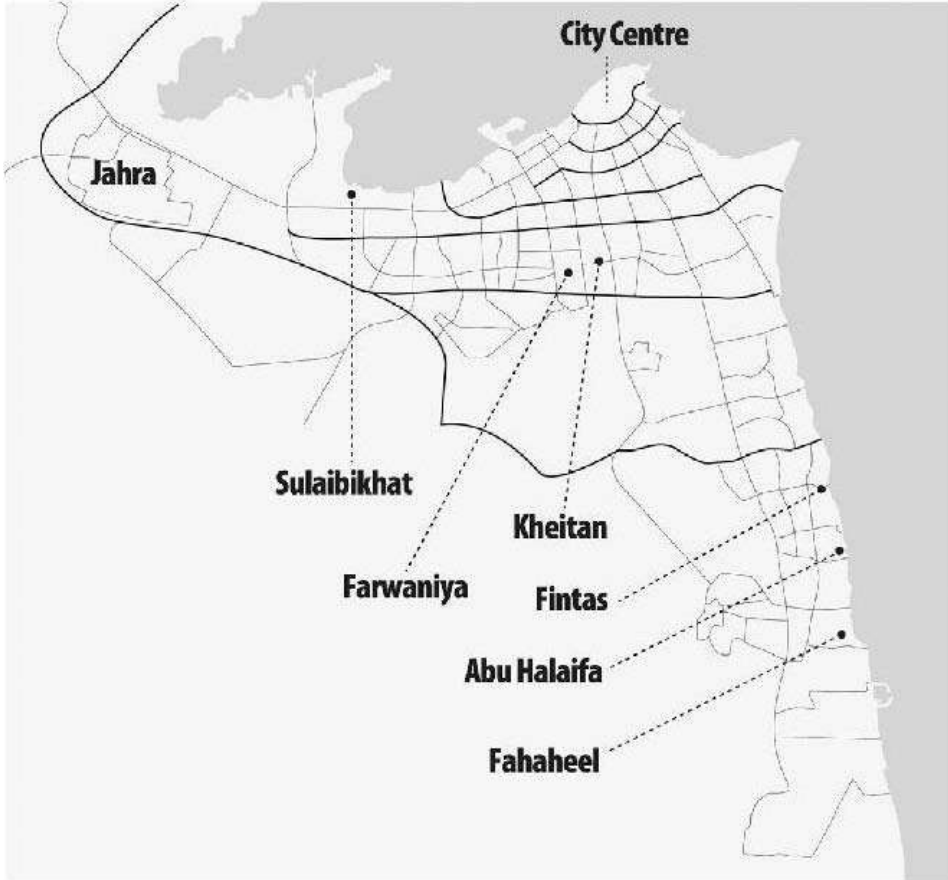 City Centre
Jahra
Sulaibikhat
Kheitan
Farwaniya
Fintas
Abu Halaifa
Fahaheel